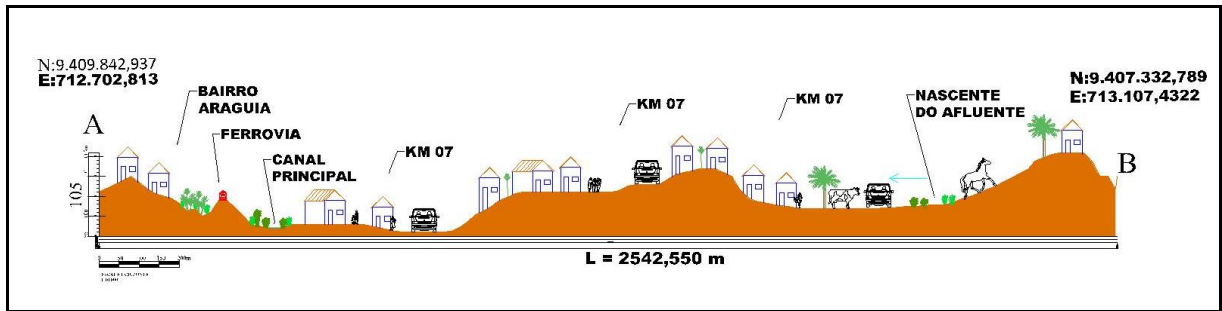 N:9.409.842,937
E:712.702,813
BAIRRO
ARAGUIA
A
FERROVIA
CANAL
PRINCIPAL
KM 07
KM 07
KM 07
NASCENTE
DO AFLUENTE
N:9.407.332,789
E:713.107,4322
B
105
L = 2542,550 m